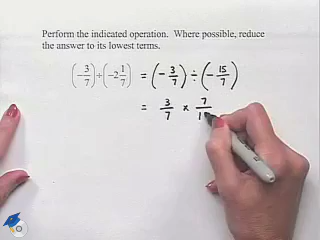 Perform the indicated operation. Where possible, reduce
the answer to its lowest terms.
(-3/7) ÷ (-2 1/7) = (-3/7) ÷ (-15/7)
= 3/7 × 7/1